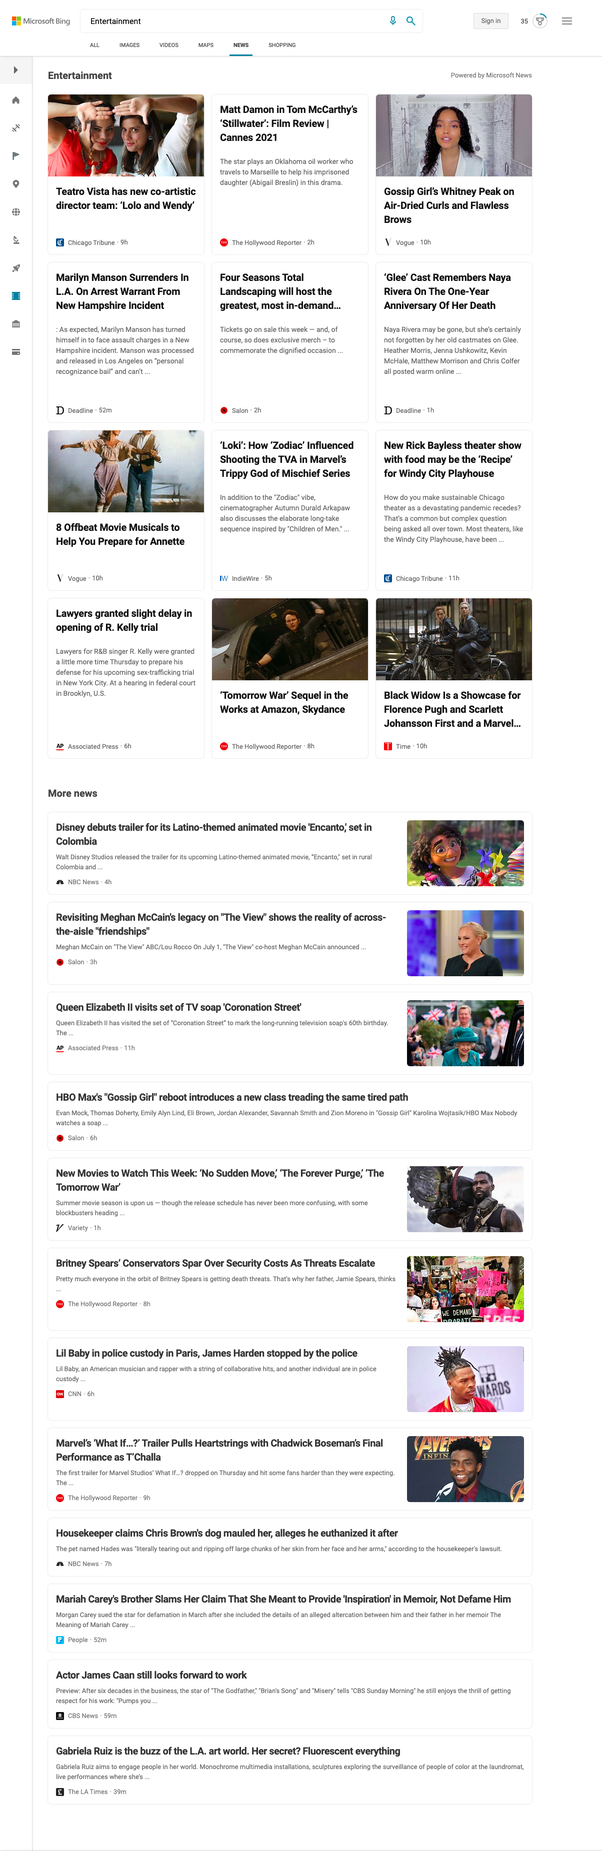 Microsoft Bing
Entertainment
Sign in
35
ALL
IMAGES
VIDEOS
MAPS
NEWS
SHOPPING
Entertainment
Powered by Microsoft News
Teatro Vista has new co-artistic
director team: ‘Lolo and Wendy’
Chicago Tribune · 9h
Matt Damon in Tom McCarthy’s
‘Stillwater’: Film Review |
Cannes 2021
The star plays an Oklahoma oil worker who
travels to Marseille to help his imprisoned
daughter (Abigail Breslin) in this drama.
The Hollywood Reporter · 2h
Gossip Girl’s Whitney Peak on
Air-Dried Curls and Flawless
Brows
Vogue · 10h
Marilyn Manson Surrenders In
L.A. On Arrest Warrant From
New Hampshire Incident
: As expected, Marilyn Manson has turned
himself in to face assault charges in a New
Hampshire incident. Manson was processed
and released in Los Angeles on “personal
recognizance bail” and can’t ...
Deadline · 52m
Four Seasons Total
Landscaping will host the
greatest, most in-demand...
Tickets go on sale this week — and, of
course, so does exclusive merch – to
commemorate the dignified occasion ...
Salon · 2h
‘Glee’ Cast Remembers Naya
Rivera On The One-Year
Anniversary Of Her Death
Naya Rivera may be gone, but she’s certainly
not forgotten by her old castmates on Glee.
Heather Morris, Jenna Ushkowitz, Kevin
McHale, Matthew Morrison and Chris Colfer
all posted warm online ...
Deadline · 1h
8 Offbeat Movie Musicals to
Help You Prepare for Annette
Vogue · 10h
‘Loki’: How ‘Zodiac’ Influenced
Shooting the TVA in Marvel’s
Trippy God of Mischief Series
In addition to the "Zodiac" vibe,
cinematographer Autumn Durald Arkapaw
also discusses the elaborate long-take
sequence inspired by "Children of Men." ...
IW IndieWire · 5h
New Rick Bayless theater show
with food may be the ‘Recipe’
for Windy City Playhouse
How do you make sustainable Chicago
theater as a devastating pandemic recedes?
That’s a common but complex question
being asked all over town. Most theaters, like
the Windy City Playhouse, have been ...
Chicago Tribune · 11h
Lawyers granted slight delay in
opening of R. Kelly trial
Lawyers for R&B singer R. Kelly were granted
a little more time Thursday to prepare his
defense for his upcoming sex-trafficking trial
in New York City. At a hearing in federal court
in Brooklyn, U.S.
AP Associated Press · 6h
‘Tomorrow War’ Sequel in the
Works at Amazon, Skydance
The Hollywood Reporter · 8h
Black Widow Is a Showcase for
Florence Pugh and Scarlett
Johansson First and a Marvel...
Time · 10h
More news
Disney debuts trailer for its Latino-themed animated movie 'Encanto,' set in
Colombia
Walt Disney Studios released the trailer for its upcoming Latino-themed animated movie, "Encanto," set in rural
Colombia and ...
NBC News · 4h
Revisiting Meghan McCain's legacy on "The View" shows the reality of across-
the-aisle "friendships"
Meghan McCain on "The View" ABC/Lou Rocco On July 1, "The View" co-host Meghan McCain announced ...
Salon · 3h
Queen Elizabeth II visits set of TV soap 'Coronation Street'
Queen Elizabeth II has visited the set of "Coronation Street" to mark the long-running television soap's 60th birthday.
The ...
AP Associated Press · 11h
HBO Max's "Gossip Girl" reboot introduces a new class treading the same tired path
Evan Mock, Thomas Doherty, Emily Alyn Lind, Eli Brown, Jordan Alexander, Savannah Smith and Zion Moreno in "Gossip Girl" Karolina Wojtasik/HBO Max Nobody
watches a soap ...
Salon · 6h
New Movies to Watch This Week: ‘No Sudden Move,’ ‘The Forever Purge,’ ‘The
Tomorrow War’
Summer movie season is upon us — though the release schedule has never been more confusing, with some
blockbusters heading ...
Variety · 1h
Britney Spears’ Conservators Spar Over Security Costs As Threats Escalate
Pretty much everyone in the orbit of Britney Spears is getting death threats. That's why her father, Jamie Spears, thinks
...
The Hollywood Reporter · 8h
WE DEMAND
FREE
Lil Baby in police custody in Paris, James Harden stopped by the police
Lil Baby, an American musician and rapper with a string of collaborative hits, and another individual are in police
custody ...
CNN · 6h
WARDS
Marvel’s ‘What If…?’ Trailer Pulls Heartstrings with Chadwick Boseman’s Final
Performance as T’Challa
The first trailer for Marvel Studios’ What If…? dropped on Thursday and hit some fans harder than they were expecting.
The ...
The Hollywood Reporter · 9h
AVENGERS
Housekeeper claims Chris Brown's dog mauled her, alleges he euthanized it after
The pet named Hades was "literally tearing out and ripping off large chunks of her skin from her face and her arms," according to the housekeeper's lawsuit.
NBC News · 7h
Mariah Carey's Brother Slams Her Claim That She Meant to Provide 'Inspiration' in Memoir, Not Defame Him
Morgan Carey sued the star for defamation in March after she included the details of an alleged altercation between him and their father in her memoir The
Meaning of Mariah Carey ...
People · 52m
Actor James Caan still looks forward to work
Preview: After six decades in the business, the star of "The Godfather," "Brian's Song" and "Misery" tells "CBS Sunday Morning" he still enjoys the thrill of getting
respect for his work: "Pumps you ...
CBS News · 59m
Gabriela Ruiz is the buzz of the L.A. art world. Her secret? Fluorescent everything
Gabriela Ruiz aims to engage people in her world. Monochrome multimedia installations, sculptures exploring the surveillance of people of color at the laundromat,
live performances where she's ...
The LA Times · 39m